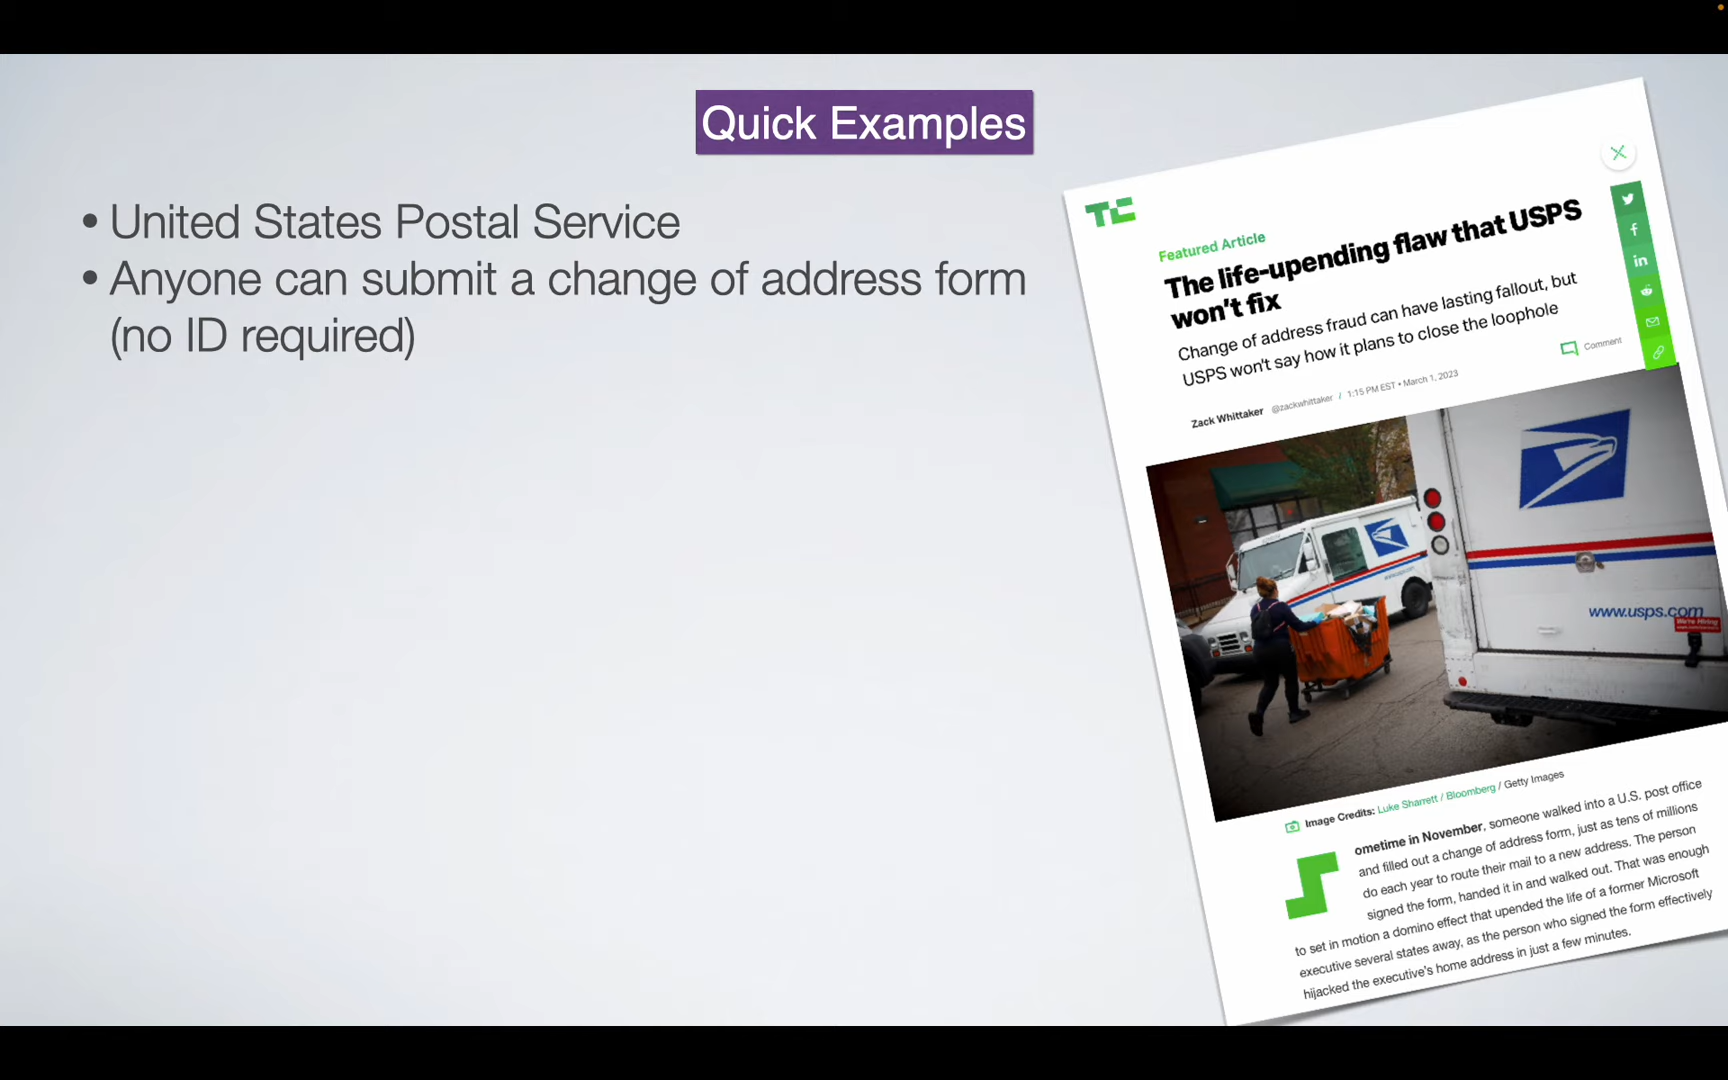 Quick Examples
• United States Postal Service
• Anyone can submit a change of address form
(no ID required)
TC
Featured Article
The life-upending flaw that USPS
won't fix
Change of address fraud can have lasting fallout, but
USPS won't say how it plans to close the loophole
Zack Whittaker @zackwhittaker / 1:15 PM EST • March 1, 2023
Comment
www.usps.com
We're Hiring
Image Credits: Luke Sharrett / Bloomberg / Getty Images
Sometime in November, someone walked into a U.S. post office
and filled out a change of address form, just as tens of millions
do each year to route their mail to a new address. The person
signed the form, handed it in and walked out. That was enough
to set in motion a domino effect that upended the life of a former Microsoft
executive several states away, as the person who signed the form effectively
hijacked the executive's home address in just a few minutes.